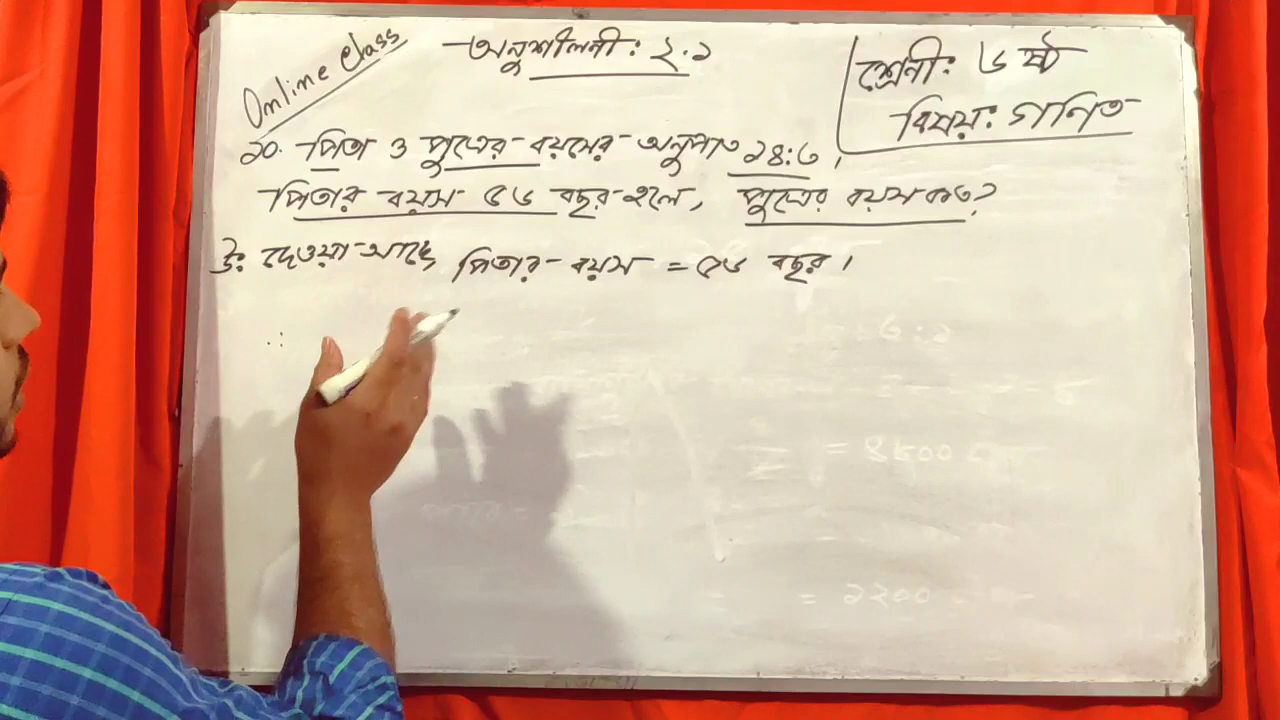 Online Class
অনুশীলনী: ২.১
শ্রেনী: ৬ ষ্ঠ
বিষয়: গণিত
১০. পিতা ও পুত্রের বয়সের অনুপাত ১৪:৩ ।
পিতার বয়স ৫৬ বছর হলে, পুত্রের বয়স কত?
উ: দেওয়া আছে, পিতার বয়স = ৫৬ বছর ।
∴